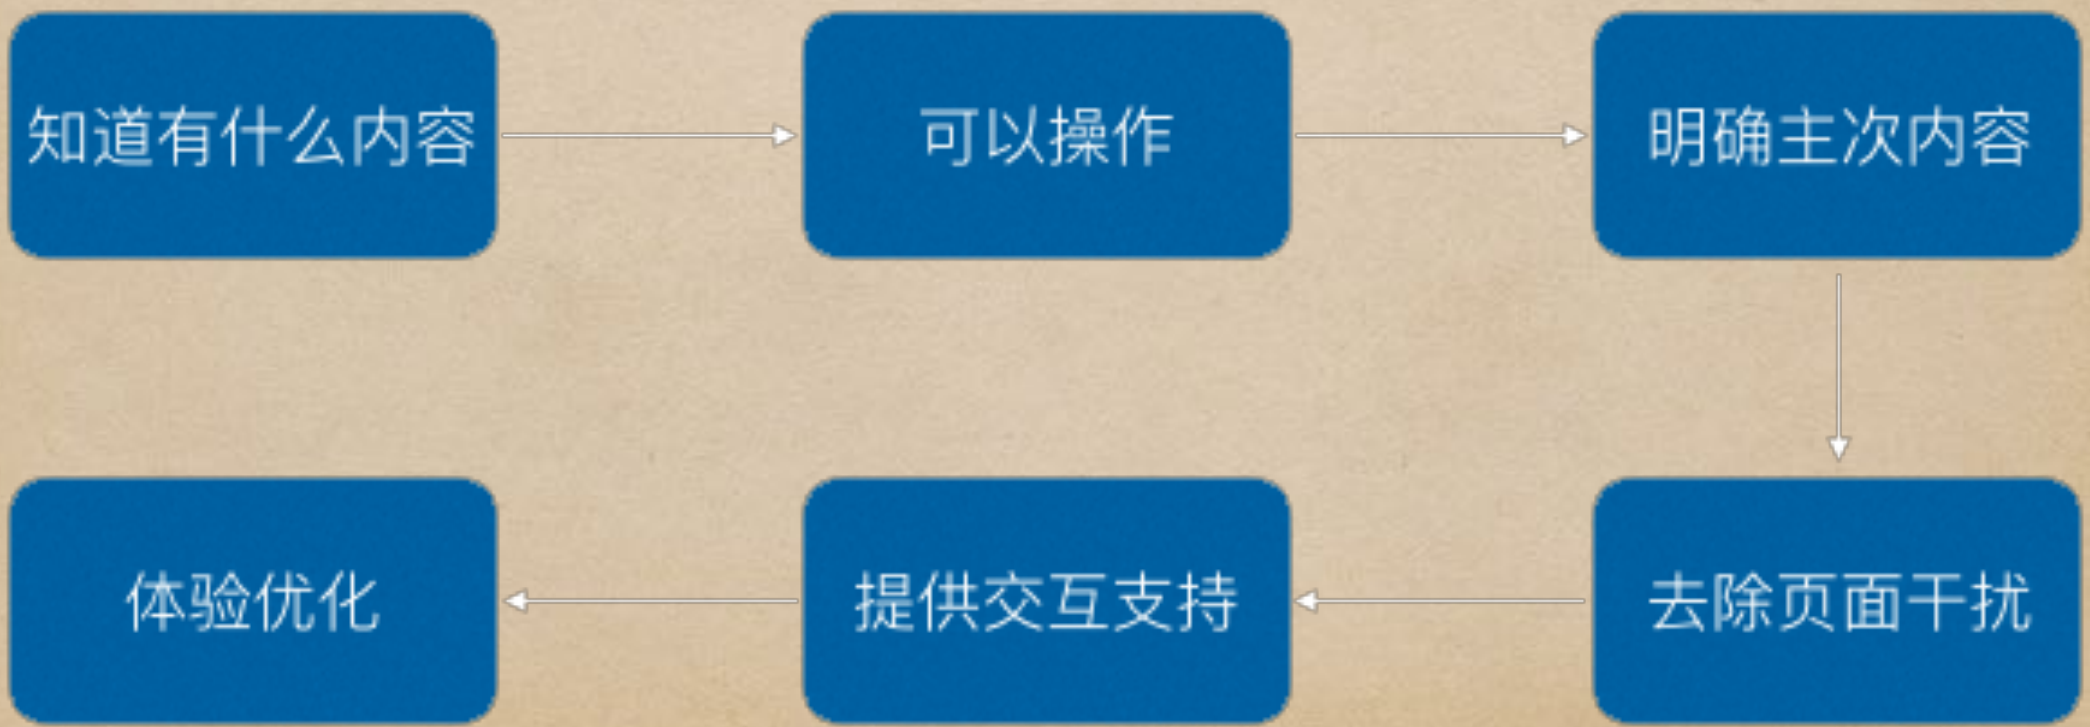 知道有什么内容
可以操作
明确主次内容
去除页面干扰
提供交互支持
体验优化